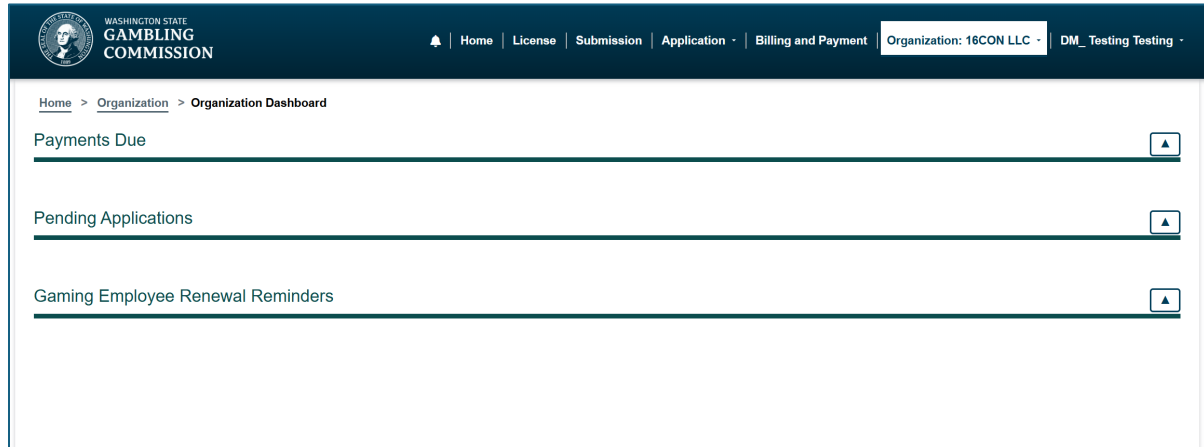 WASHINGTON STATE
GAMBLING
COMMISSION
Home | License | Submission | Application | Billing and Payment | Organization: 16CON LLC | DM_ Testing Testing
Home > Organization > Organization Dashboard
Payments Due
Pending Applications
Gaming Employee Renewal Reminders